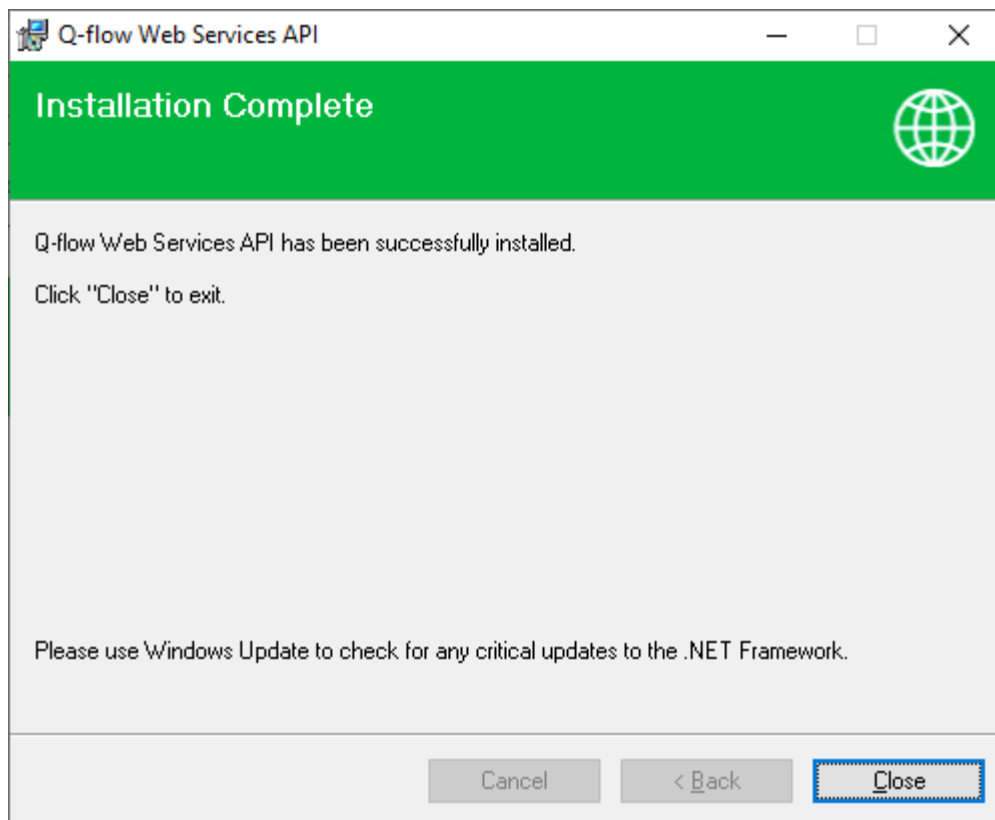 Q-flow Web Services API
Installation Complete
Q-flow Web Services API has been successfully installed.
Click "Close" to exit.
Please use Windows Update to check for any critical updates to the .NET Framework.
Cancel
< Back
Close